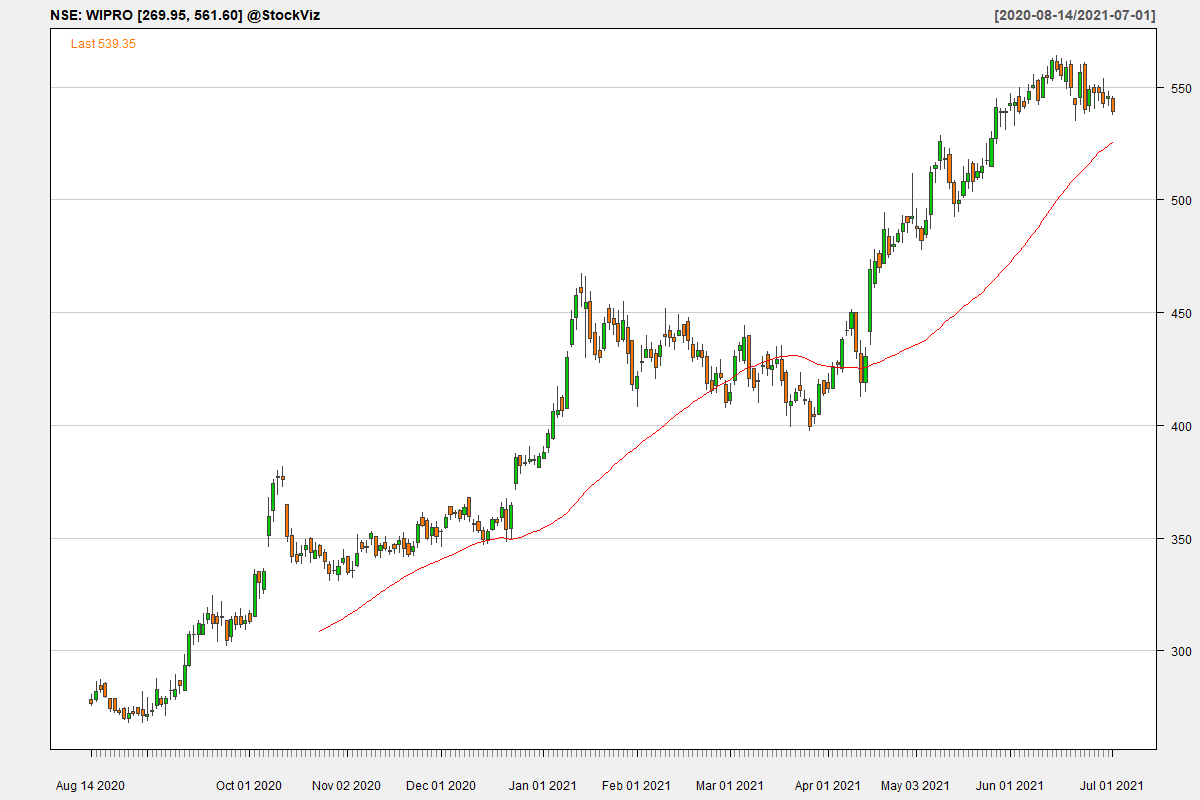 NSE: WIPRO [269.95, 561.60] @StockViz [2020-08-14/2021-07-01]
Last 539.35
550
500
450
400
350
300
Aug 14 2020 Oct 01 2020 Nov 02 2020 Dec 01 2020 Jan 01 2021 Feb 01 2021 Mar 01 2021 Apr 01 2021 May 03 2021 Jun 01 2021 Jul 01 2021